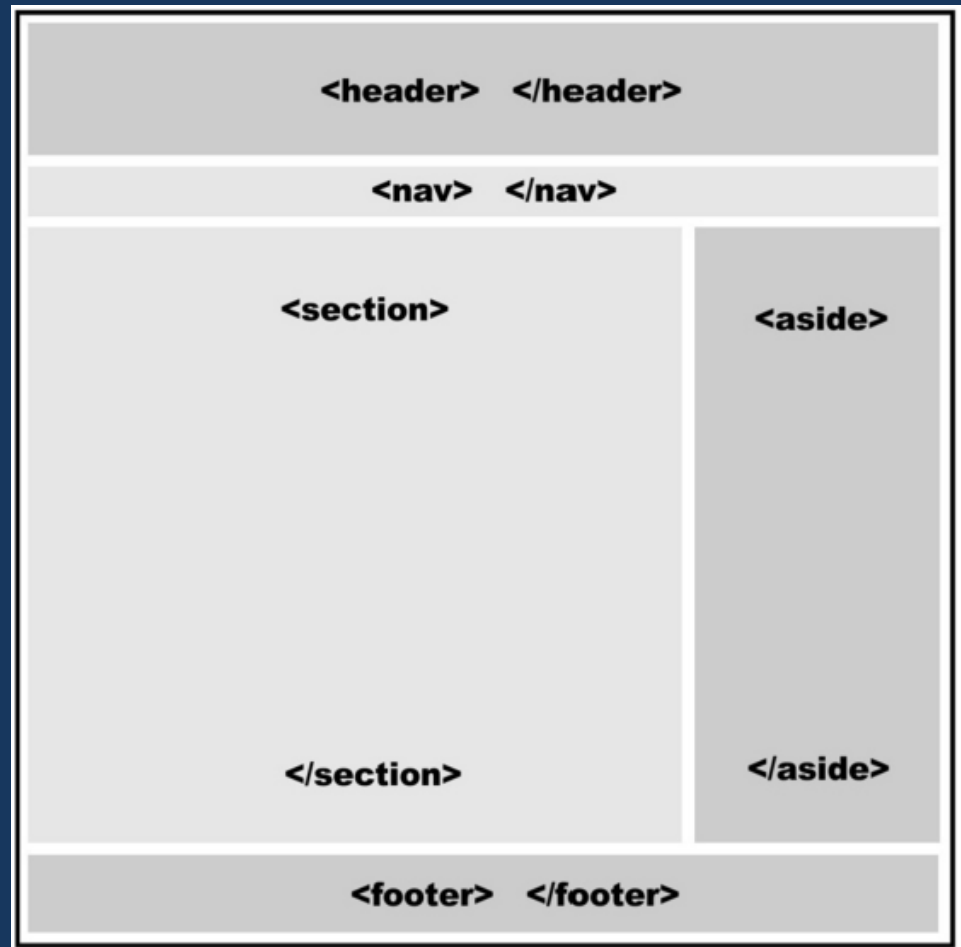 <header> </header>
<nav> </nav>
<section>
</section>
<aside>
</aside>
<footer> </footer>